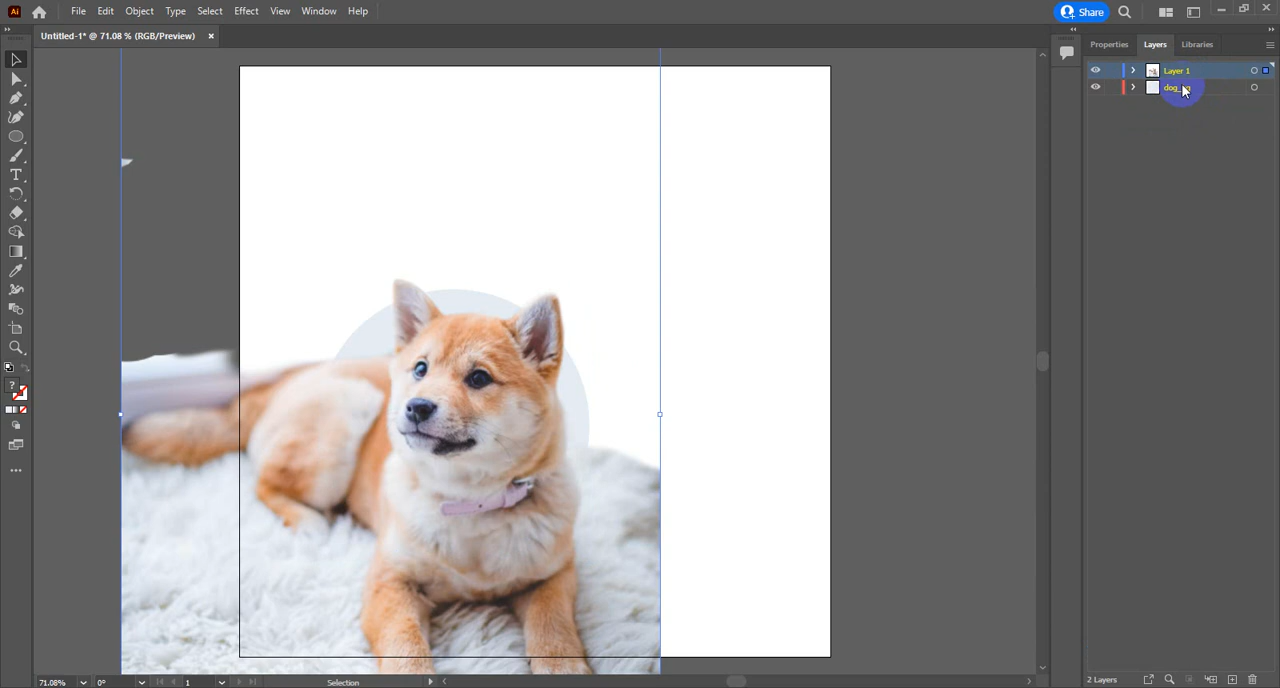 Ai File Edit Object Type Select Effect View Window Help Share
Untitled-1* @ 71.08 % (RGB/Preview) ×
Properties Layers Libraries
Layer 1
T
?
71.08% 0° 1 Selection
2 Layers